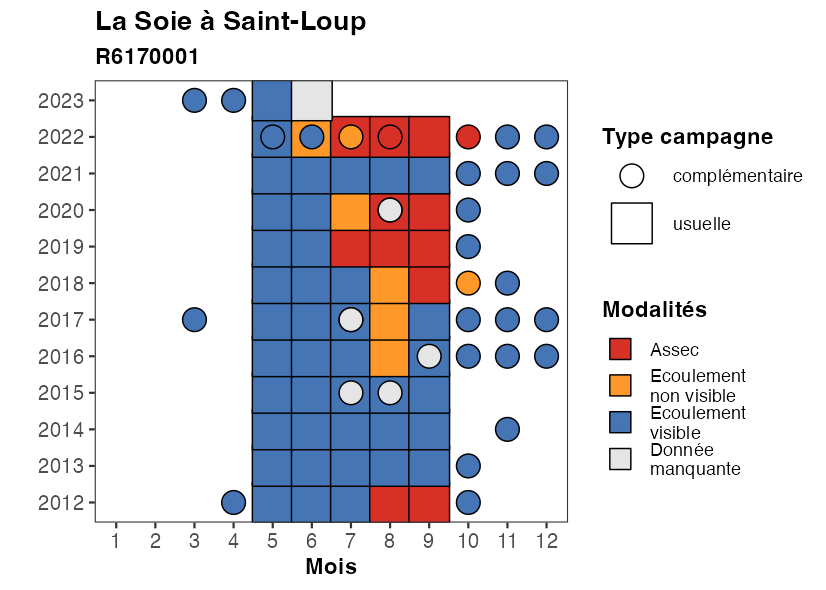 La Soie à Saint-Loup
R6170001
2023
2022
2021
2020
2019
2018
2017
2016
2015
2014
2013
2012
1 2 3 4 5 6 7 8 9 10 11 12
Mois
Type campagne
complémentaire
usuelle
Modalités
Assec
Ecoulement
non visible
Ecoulement
visible
Donnée
manquante